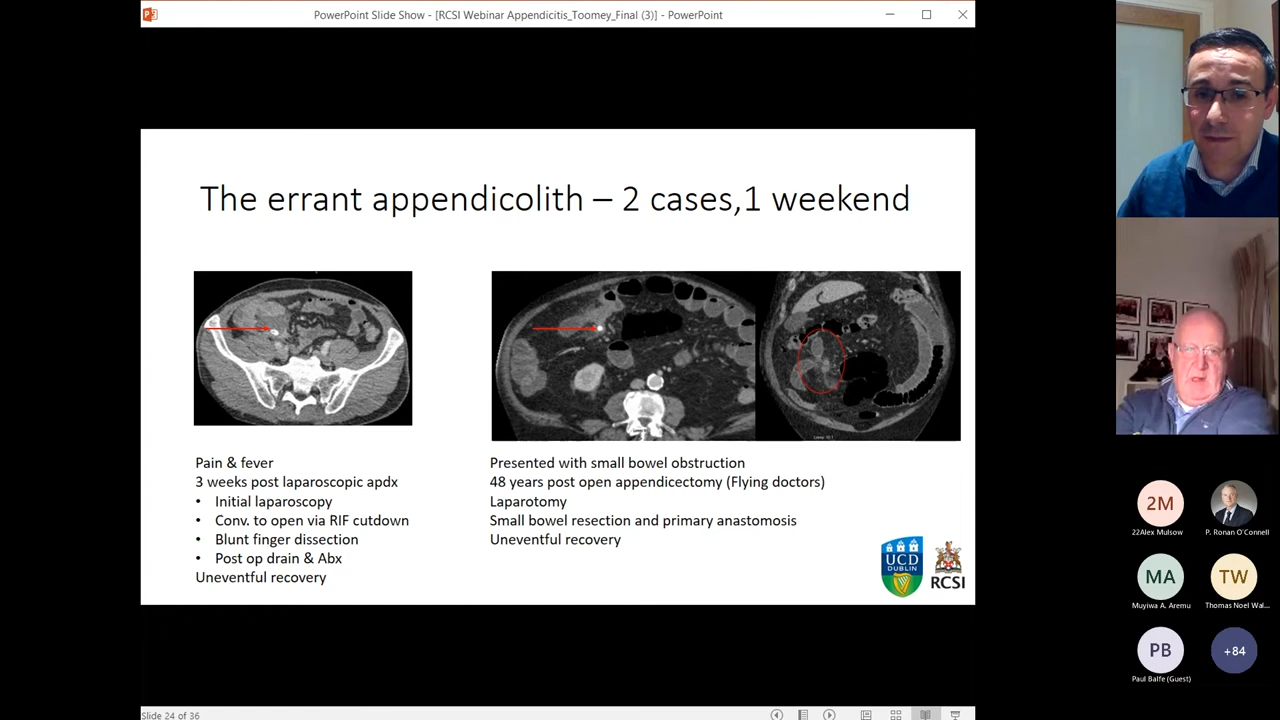 PowerPoint Slide Show - [RCSI Webinar Appendicitis_Toomey_Final (3)] - PowerPoint
The errant appendicolith – 2 cases,1 weekend
Pain & fever
3 weeks post laparoscopic apdx
• Initial laparoscopy
• Conv. to open via RIF cutdown
• Blunt finger dissection
• Post op drain & Abx
Uneventful recovery
Presented with small bowel obstruction
48 years post open appendicectomy (Flying doctors)
Laparotomy
Small bowel resection and primary anastomosis
Uneventful recovery
UCD
DUBLIN
RCSI
Slide 24 of 36
2M
22Alex Mulsow
P. Ronan O'Connell
MA
Muyiwa A. Aremu
TW
Thomas Noel Wal...
PB
Paul Balfe (Guest)
+84